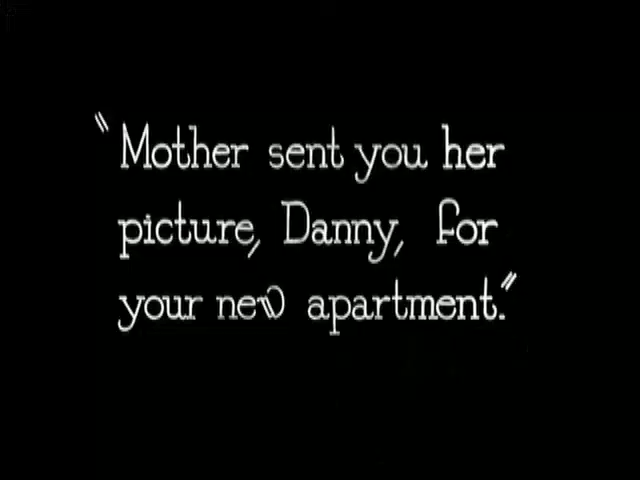 "Mother sent you her
picture, Danny, for
your new apartment."